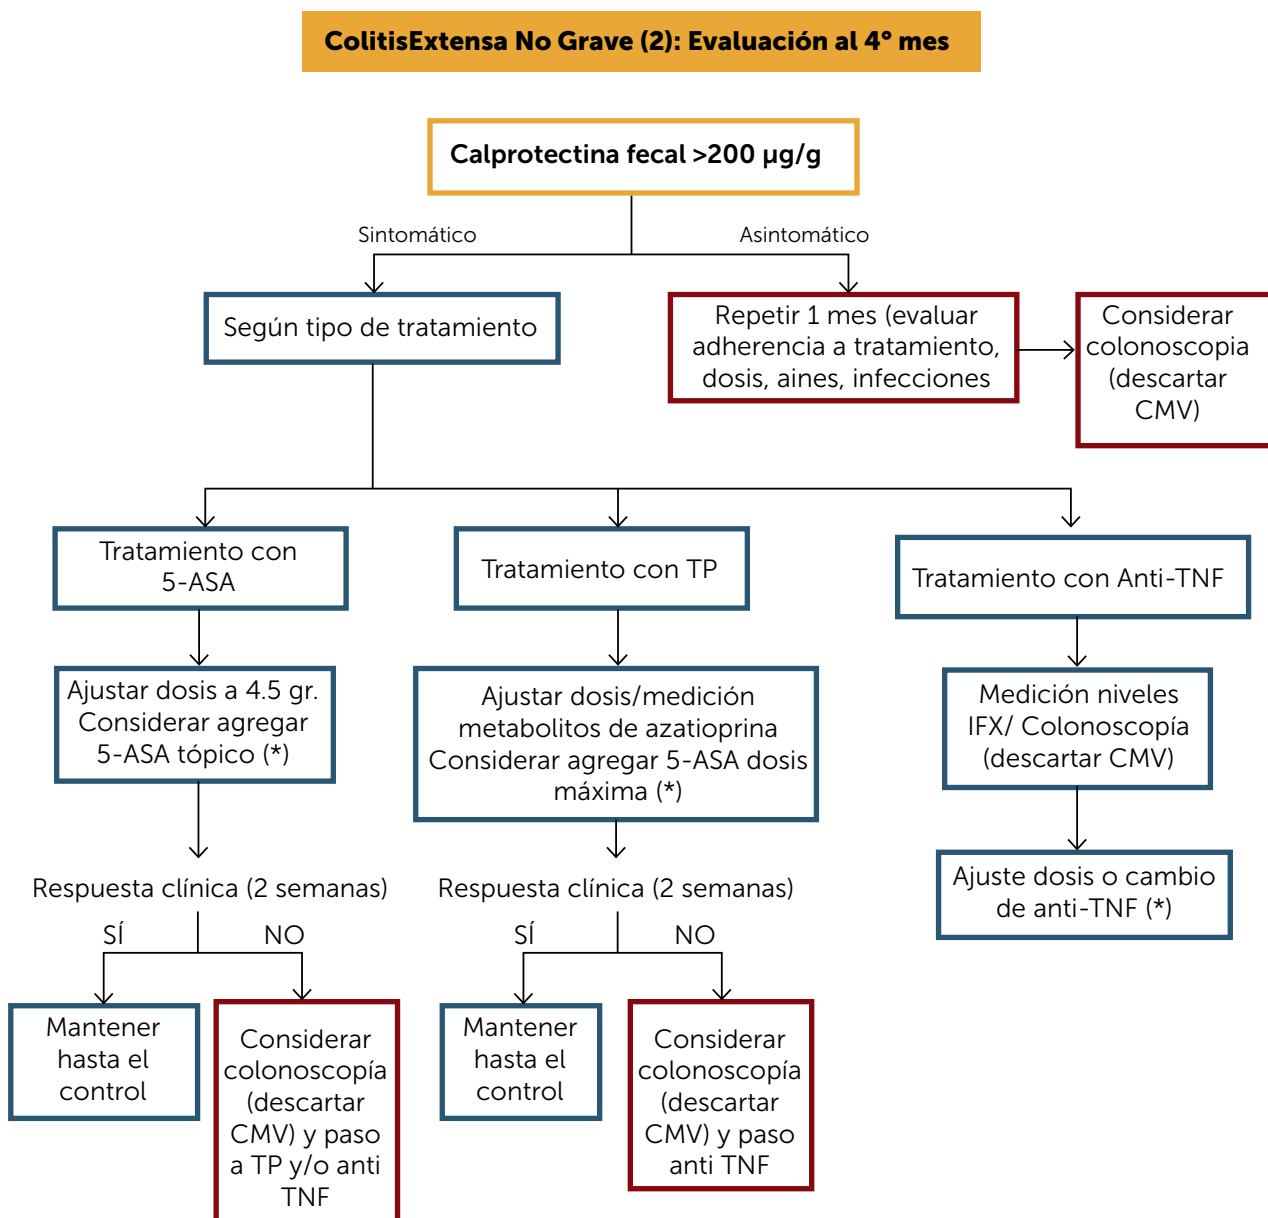 ColitisExtensa No Grave (2): Evaluación al 4º mes
Calprotectina fecal >200 µg/g
Sintomático
Asintomático
Según tipo de tratamiento
Repetir 1 mes (evaluar
adherencia a tratamiento,
dosis, aines, infecciones
Considerar
colonoscopia
(descartar
CMV)
Tratamiento con
5-ASA
Tratamiento con TP
Tratamiento con Anti-TNF
Ajustar dosis a 4.5 gr.
Considerar agregar
5-ASA tópico (*)
Ajustar dosis/medición
metabolitos de azatioprina
Considerar agregar 5-ASA dosis
máxima (*)
Medición niveles
IFX/ Colonoscopía
(descartar CMV)
Ajuste dosis o cambio
de anti-TNF (*)
Respuesta clínica (2 semanas)
SÍ
NO
Mantener
hasta el
control
Considerar
colonoscopía
(descartar
CMV) y paso
a TP y/o anti
TNF
Respuesta clínica (2 semanas)
SÍ
NO
Mantener
hasta el
control
Considerar
colonoscopía
(descartar
CMV) y paso
anti TNF